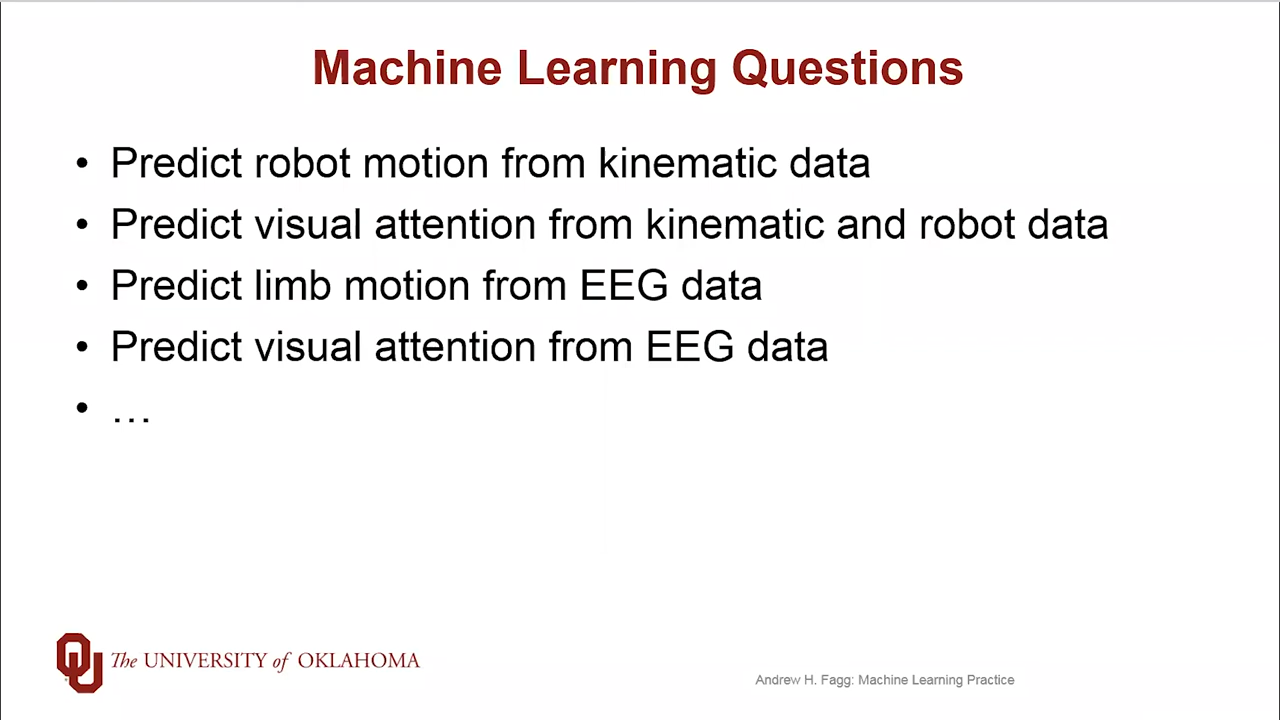 Machine Learning Questions
• Predict robot motion from kinematic data
• Predict visual attention from kinematic and robot data
• Predict limb motion from EEG data
• Predict visual attention from EEG data
• …
The UNIVERSITY of OKLAHOMA
Andrew H. Fagg: Machine Learning Practice